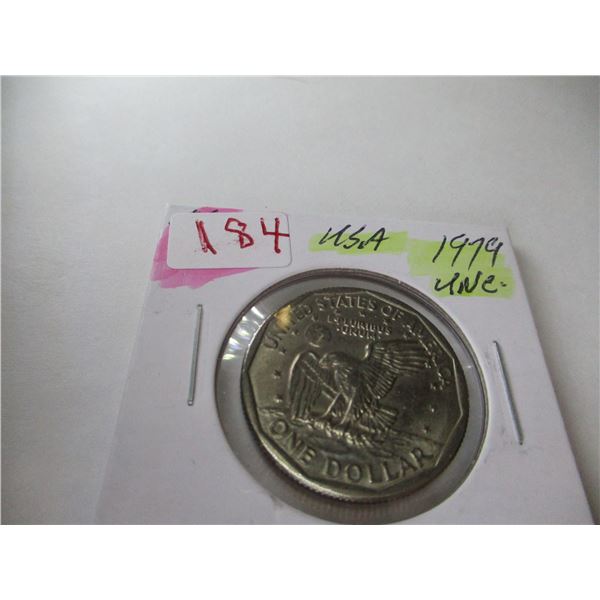 184
USA
1979
UNC-
UNITED STATES OF AMERICA
E PLURIBUS
UNUM
ONE DOLLAR